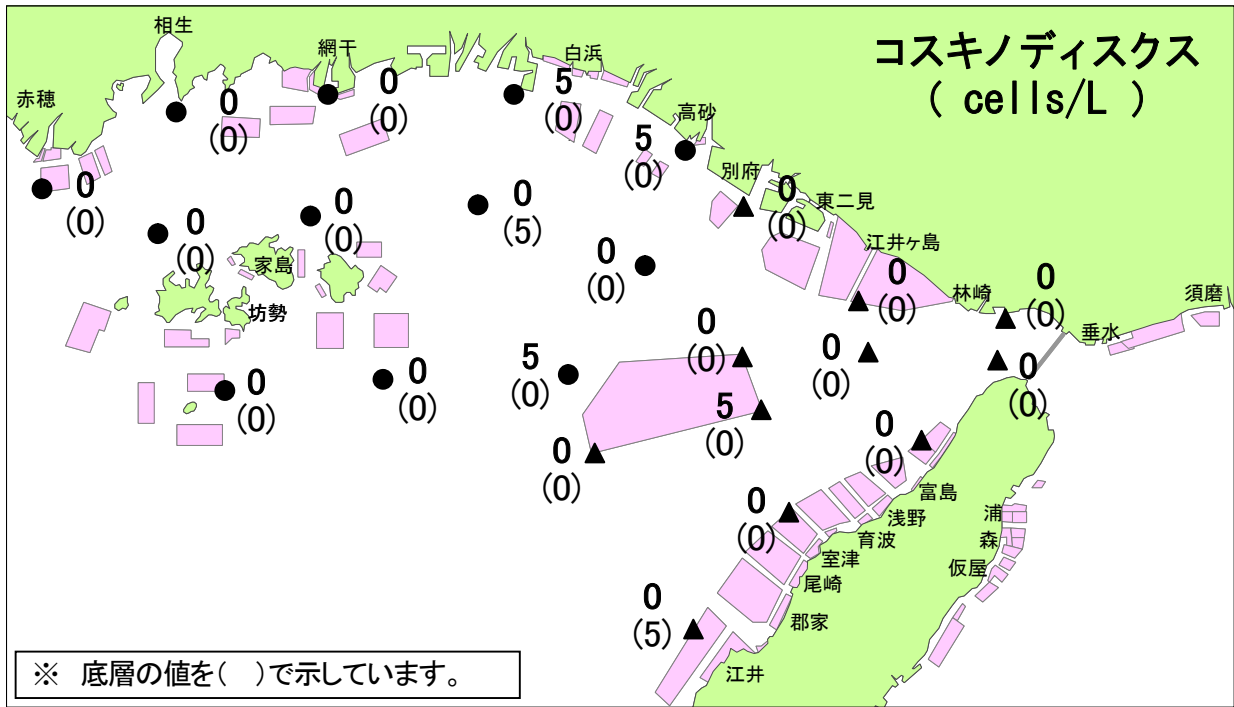 コスキノディスクス
( cells/L )
相生
網干
白浜
赤穂
高砂
別府
東二見
江井ヶ島
林崎
垂水
須磨
家島
坊勢
0
(0)
0
(0)
5
(0)
5
(0)
0
(0)
0
(0)
0
(0)
0
(0)
0
(5)
0
(0)
0
(0)
0
(0)
0
(0)
0
(0)
0
(0)
0
(0)
0
(0)
5
(0)
5
(0)
0
(0)
0
(0)
0
(0)
0
(5)
富島
浅野
育波
室津
尾崎
郡家
江井
浦
森
仮屋
※ 底層の値を( )で示しています。